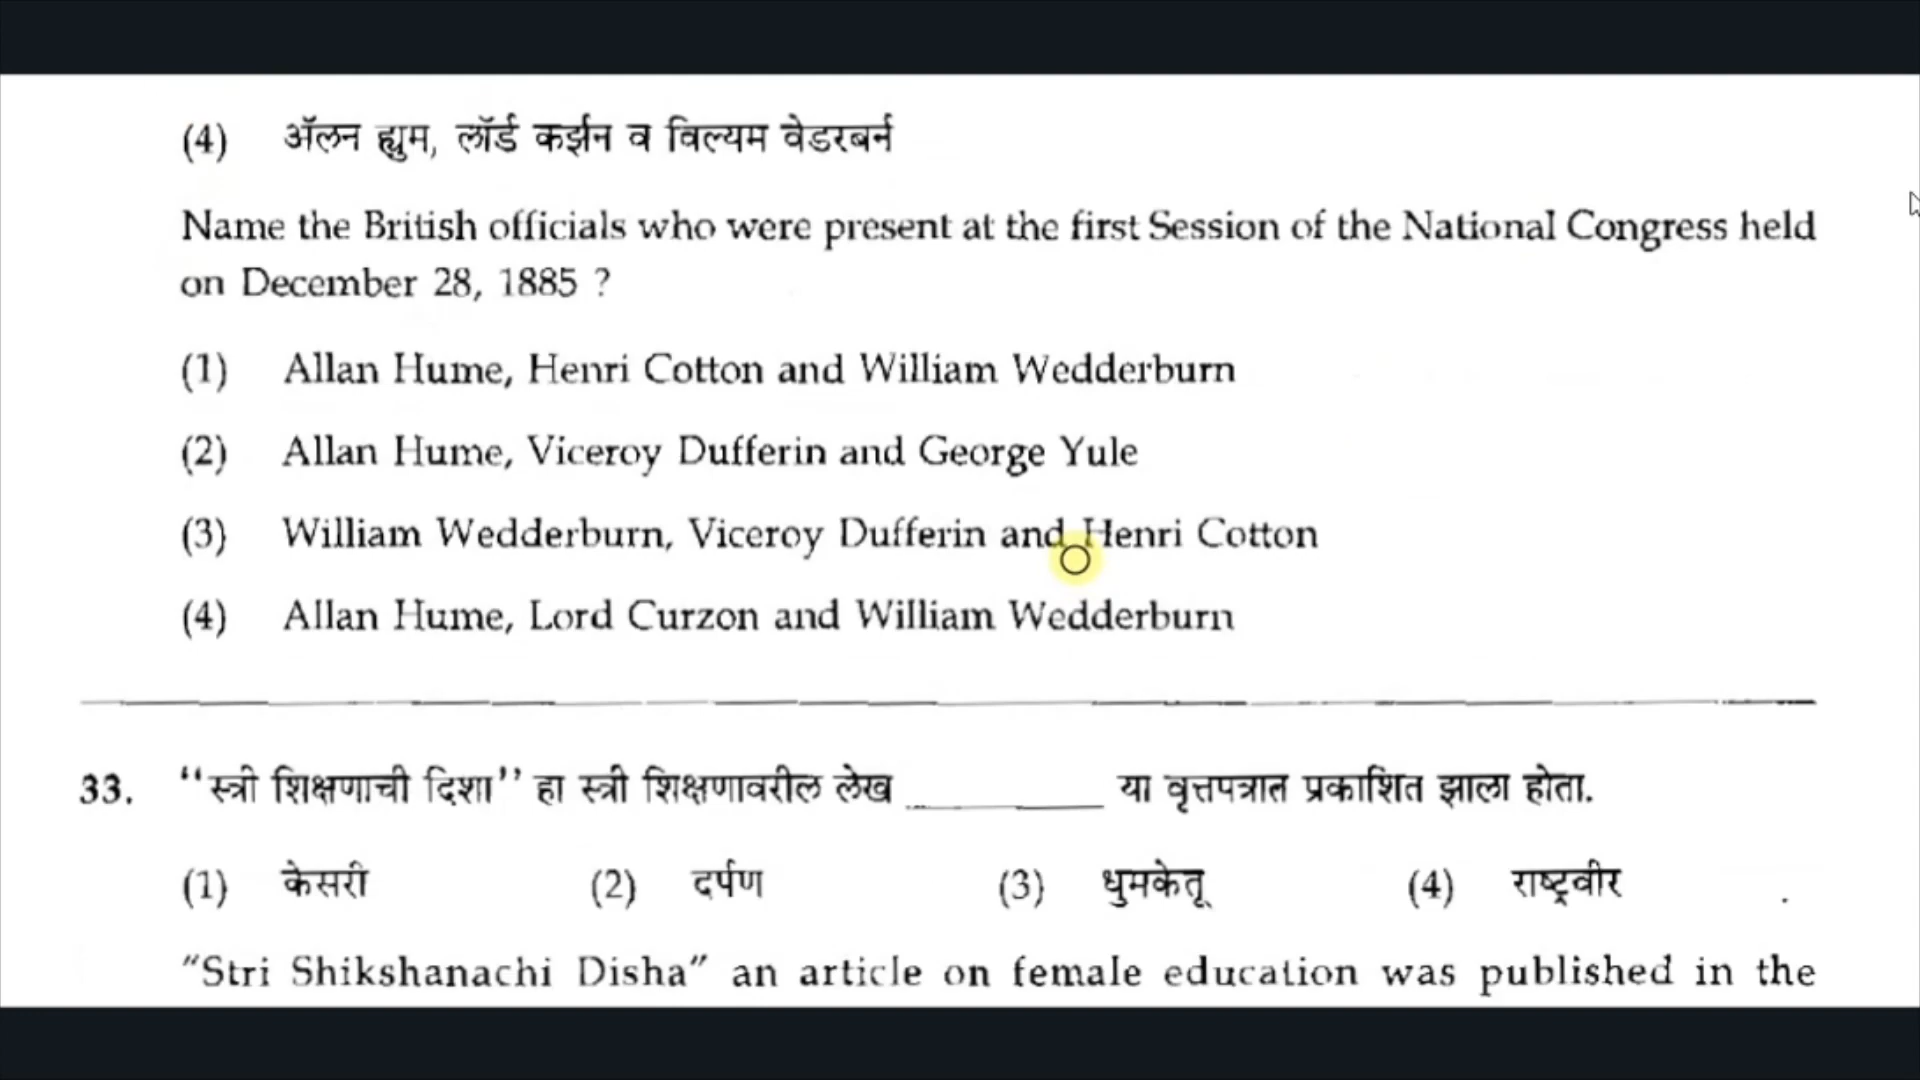 (4) ॲलन ह्युम, लॉर्ड कर्झन व विल्यम वेडरबर्न
Name the British officials who were present at the first Session of the National Congress held
on December 28, 1885 ?
(1) Allan Hume, Henri Cotton and William Wedderburn
(2) Allan Hume, Viceroy Dufferin and George Yule
(3) William Wedderburn, Viceroy Dufferin and Henri Cotton
(4) Allan Hume, Lord Curzon and William Wedderburn
33. ‘‘स्त्री शिक्षणाची दिशा’’ हा स्त्री शिक्षणावरील लेख ________ या वृत्तपत्रात प्रकाशित झाला होता.
(1) केसरी (2) दर्पण (3) धुमकेतू (4) राष्ट्रवीर
“Stri Shikshanachi Disha” an article on female education was published in the